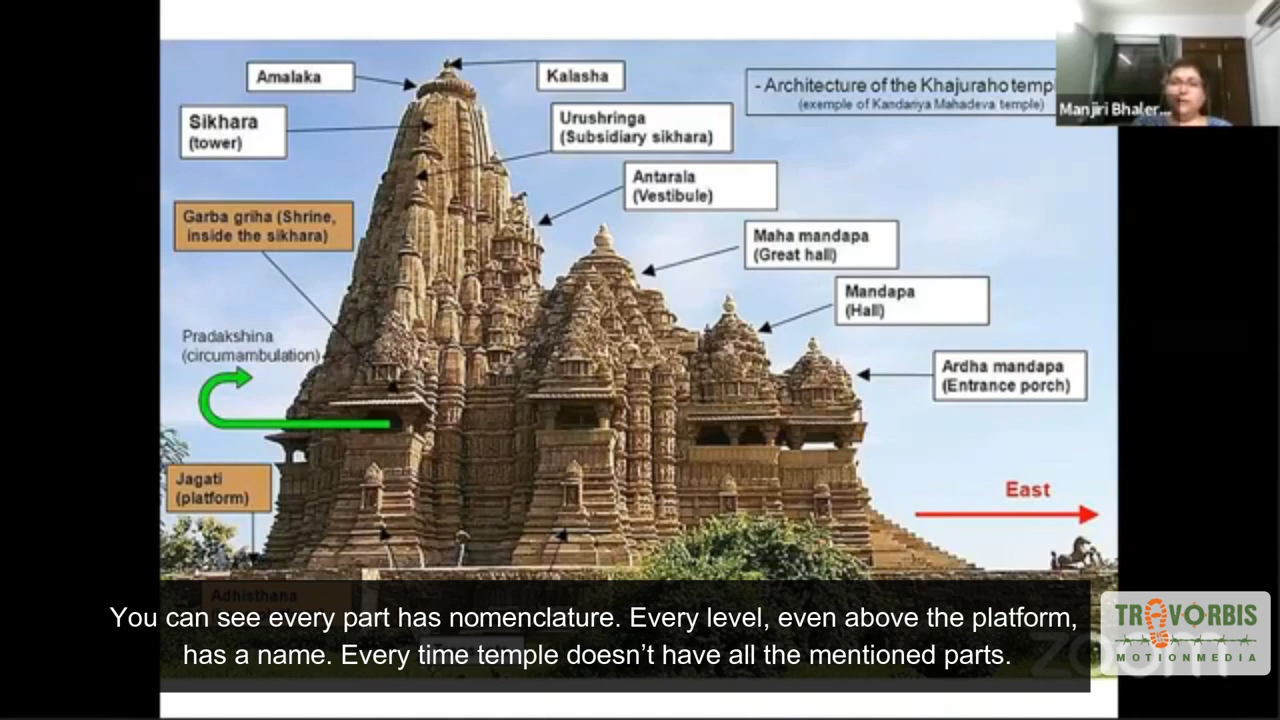 Amalaka
Kalasha
- Architecture of the Khajuraho
(exemple of Kandariya Mahadeva temple)
Manjiri Bhaler...
Sikhara
(tower)
Urushringa
(Subsidiary sikhara)
Antarala
(Vestibule)
Garba griha (Shrine,
inside the sikhara)
Maha mandapa
(Great hall)
Mandapa
(Hall)
Pradakshina
(circumambulation)
Ardha mandapa
(Entrance porch)
Jagati
(platform)
East
Adhisthana
You can see every part has nomenclature. Every level, even above the platform,
has a name. Every time temple doesn’t have all the mentioned parts.
zoom
TRAVORBIS
MOTIONMEDIA